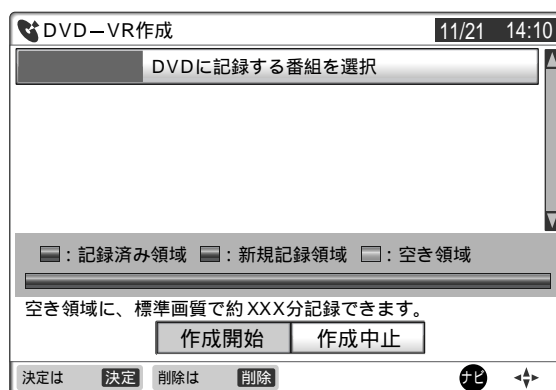 DVD－VR作成 11/21 14:10
DVDに記録する番組を選択
：記録済み領域 ：新規記録領域 ：空き領域
空き領域に、標準画質で約XXX分記録できます。
作成開始 作成中止
決定は 決定 削除は 削除 ナビ